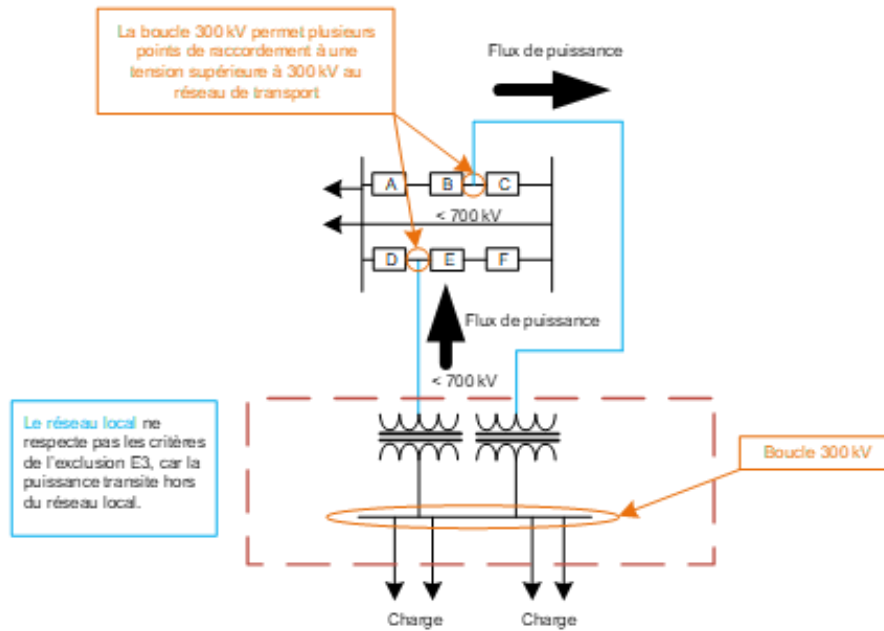 La boucle 300 kV permet plusieurs
points de raccordement à une
tension supérieure à 300 kV au
réseau de transport
Flux de puissance
A
B
C
< 700 kV
D
E
F
Flux de puissance
< 700 kV
Le réseau local ne
respecte pas les critères
de l'exclusion E3, car la
puissance transite hors
du réseau local.
Boucle 300 kV
Charge
Charge